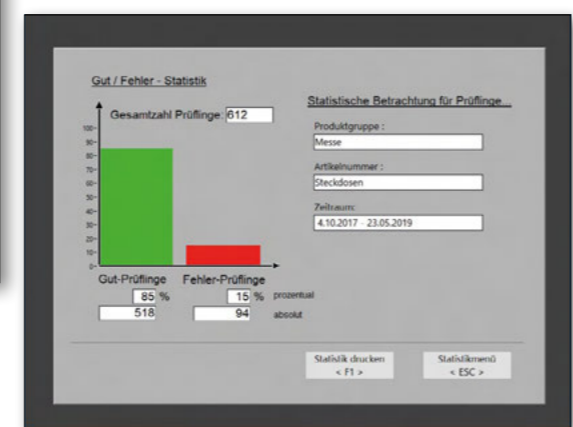 Gut / Fehler - Statistik
Gesamtzahl Prüflinge: 612
100-
90-
80-
70-
60-
50-
40-
30-
20-
10-
0-
Gut-Prüflinge Fehler-Prüflinge
85 % 15 % prozentual
518 94 absolut
Statistische Betrachtung für Prüflinge...
Produktgruppe :
Messe
Artikelnummer :
Steckdosen
Zeitraum:
4.10.2017 - 23.05.2019
Statistik drucken
< F1 >
Statistikmenü
< ESC >